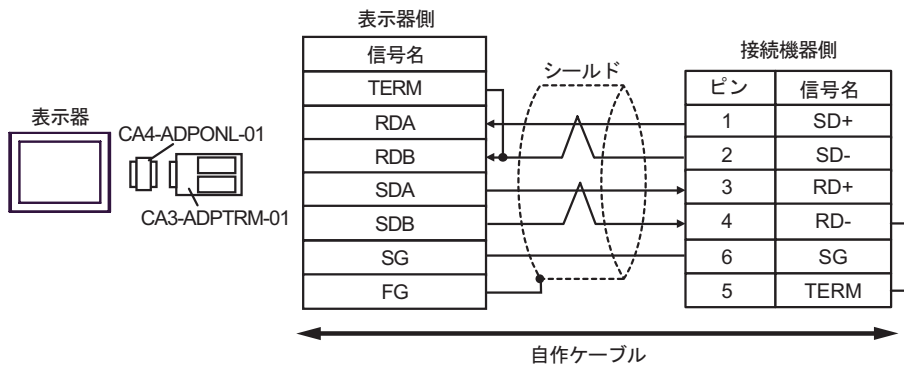 表示器
CA4-ADPONL-01
CA3-ADPTRM-01
表示器側
信号名
TERM
RDA
RDB
SDA
SDB
SG
FG
シールド
接続機器側
ピン 信号名
1 SD+
2 SD-
3 RD+
4 RD-
6 SG
5 TERM
自作ケーブル